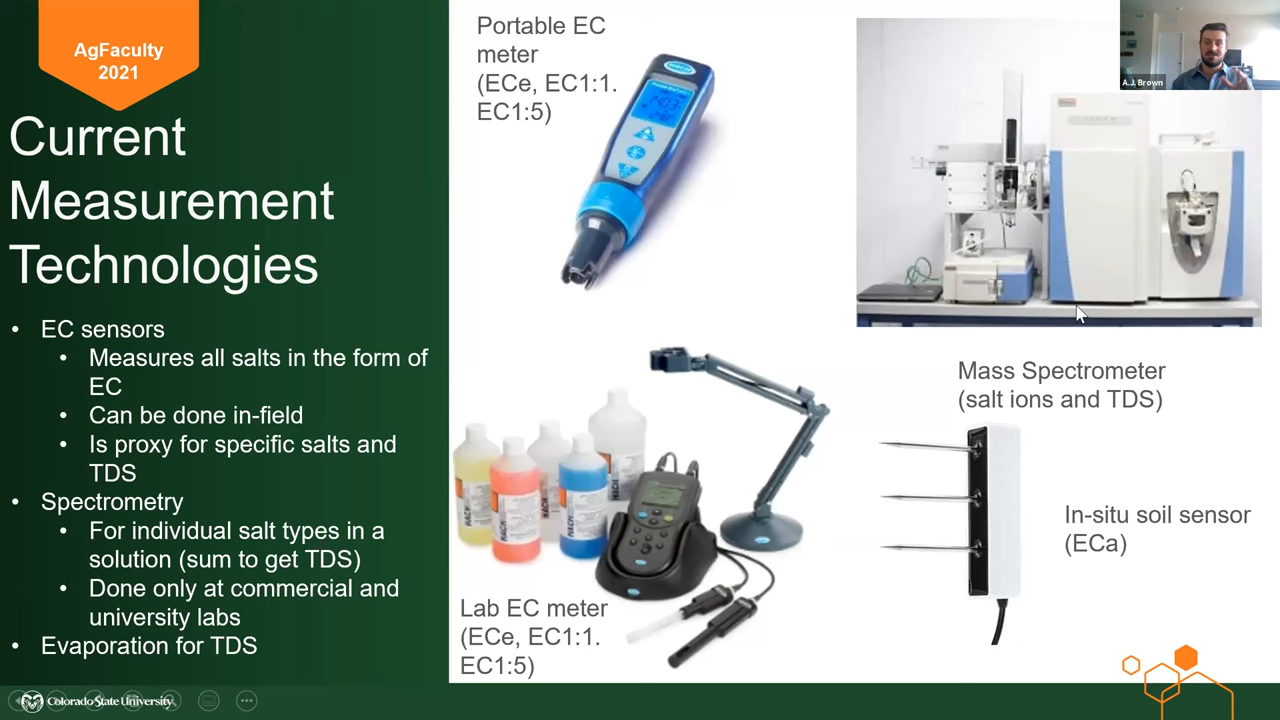 AgFaculty
2021
Current
Measurement
Technologies
• EC sensors
• Measures all salts in the form of
EC
• Can be done in-field
• Is proxy for specific salts and
TDS
• Spectrometry
• For individual salt types in a
solution (sum to get TDS)
• Done only at commercial and
university labs
• Evaporation for TDS
Colorado State University
Portable EC
meter
(ECe, EC1:1.
EC1:5)
HACH
Lab EC meter
(ECe, EC1:1.
EC1:5)
HACH
HACH
A.J. Brown
Mass Spectrometer
(salt ions and TDS)
In-situ soil sensor
(ECa)